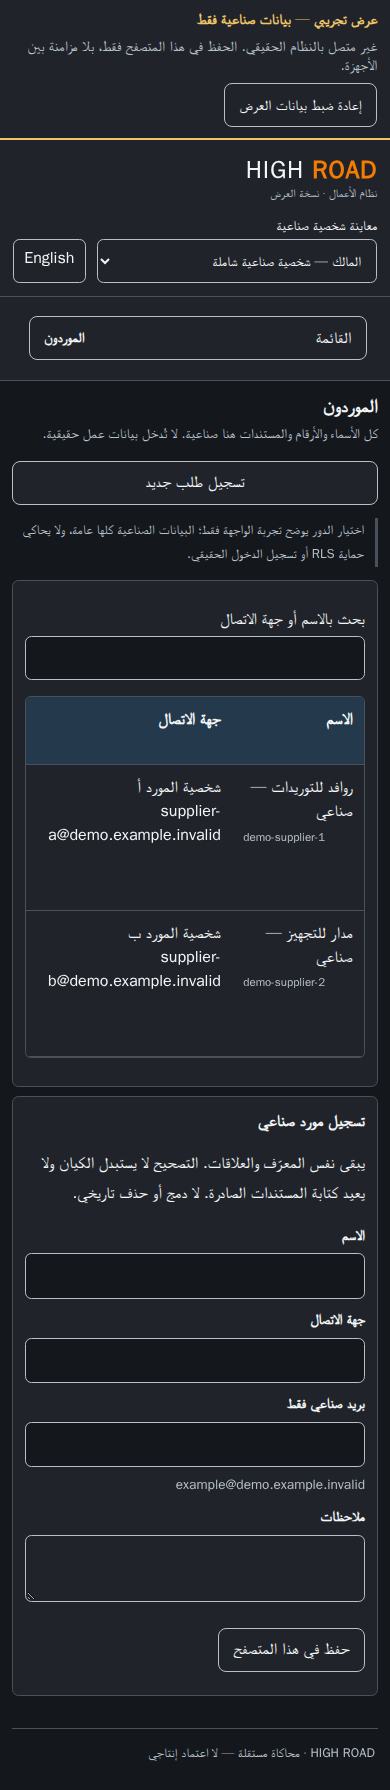 عرض تجريبي — بيانات صناعية فقط
غير متصل بالنظام الحقيقي. الحفظ في هذا المتصفح فقط، بلا مزامنة بين
الأجهزة.
إعادة ضبط بيانات العرض
HIGH ROAD
نظام الأعمال · نسخة العرض
معاينة شخصية صناعية
المالك — شخصية صناعية شاملة
English
القائمة
الموردون
الموردون
كل الأسماء والأرقام والمستندات هنا صناعية. لا تُدخل بيانات عمل حقيقية.
تسجيل طلب جديد
اختيار الدور يوضح تجربة الواجهة فقط؛ البيانات الصناعية كلها عامة، ولا يحاكي
حماية RLS أو تسجيل الدخول الحقيقي.
بحث بالاسم أو جهة الاتصال
الاسم
جهة الاتصال
روافد للتوريدات —
صناعي
demo-supplier-1
شخصية المورد أ
supplier-
a@demo.example.invalid
مدار للتجهيز —
صناعي
demo-supplier-2
شخصية المورد ب
supplier-
b@demo.example.invalid
تسجيل مورد صناعي
يبقى نفس المعرّف والعلاقات. التصحيح لا يستبدل الكيان ولا
يعيد كتابة المستندات الصادرة. لا دمج أو حذف تاريخي.
الاسم
جهة الاتصال
بريد صناعي فقط
example@demo.example.invalid
ملاحظات
حفظ في هذا المتصفح
HIGH ROAD · محاكاة مستقلة — لا اعتماد إنتاجي